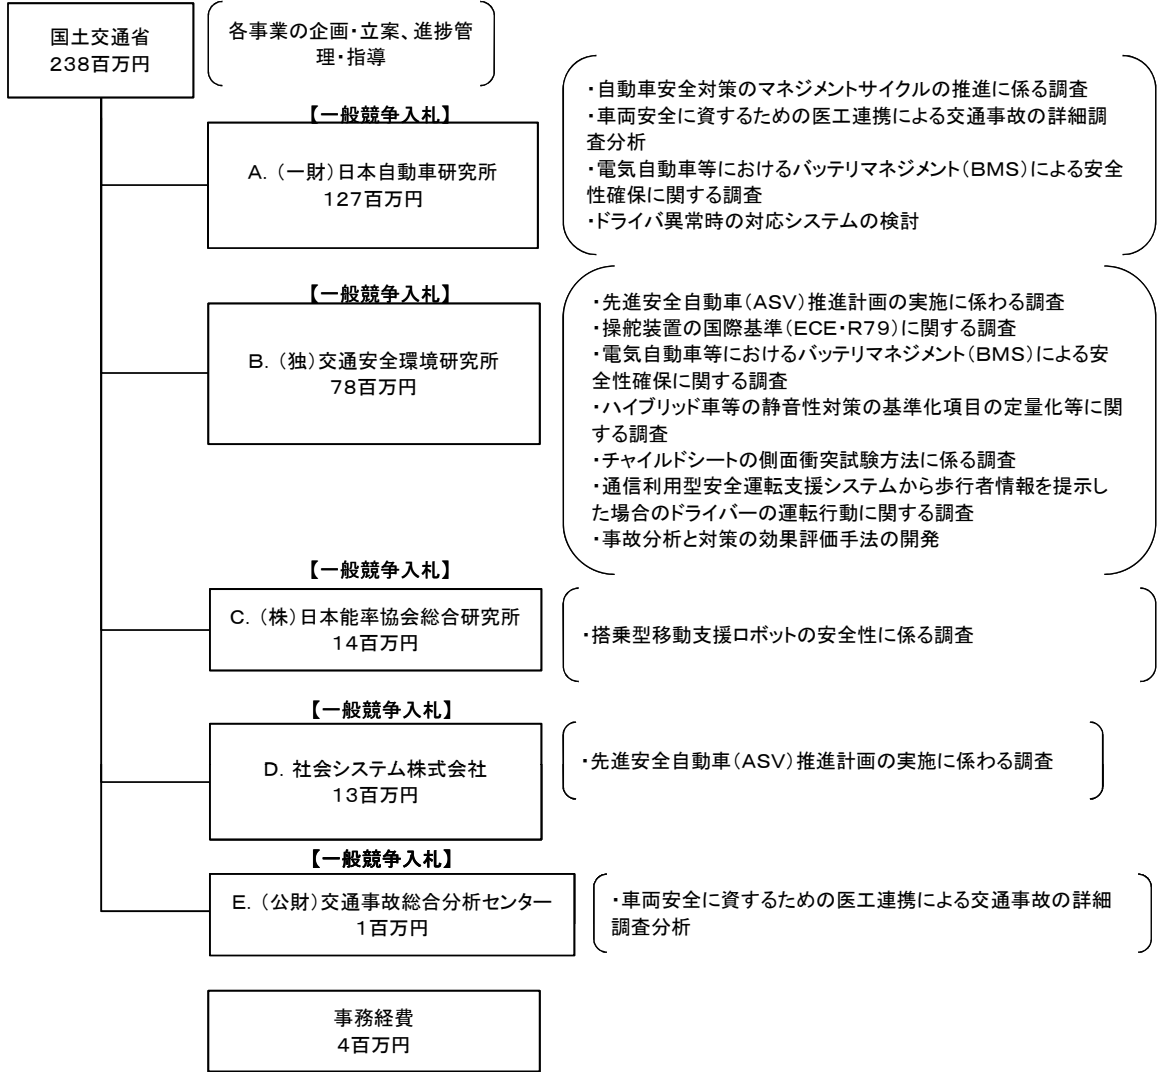 国土交通省
238百万円
各事業の企画・立案、進捗管
理・指導
【一般競争入札】
A．（一財）日本自動車研究所
127百万円
・自動車安全対策のマネジメントサイクルの推進に係る調査
・車両安全に資するための医工連携による交通事故の詳細調
査分析
・電気自動車等におけるバッテリマネジメント（BMS）による安全
性確保に関する調査
・ドライバ異常時の対応システムの検討
【一般競争入札】
B．（独）交通安全環境研究所
78百万円
・先進安全自動車（ASV）推進計画の実施に係わる調査
・操舵装置の国際基準（ECE・R79）に関する調査
・電気自動車等におけるバッテリマネジメント（BMS）による安
全性確保に関する調査
・ハイブリッド車等の静音性対策の基準化項目の定量化等に関
する調査
・チャイルドシートの側面衝突試験方法に係る調査
・通信利用型安全運転支援システムから歩行者情報を提示し
た場合のドライバーの運転行動に関する調査
・事故分析と対策の効果評価手法の開発
【一般競争入札】
C．（株）日本能率協会総合研究所
14百万円
・搭乗型移動支援ロボットの安全性に係る調査
【一般競争入札】
D．社会システム株式会社
13百万円
・先進安全自動車（ASV）推進計画の実施に係わる調査
【一般競争入札】
E．（公財）交通事故総合分析センター
1百万円
・車両安全に資するための医工連携による交通事故の詳細
調査分析
事務経費
4百万円